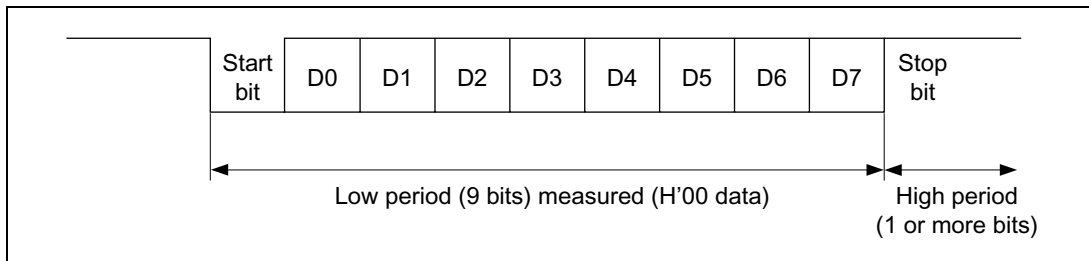 Start bit D0 D1 D2 D3 D4 D5 D6 D7 Stop bit
Low period (9 bits) measured (H'00 data)
High period
(1 or more bits)